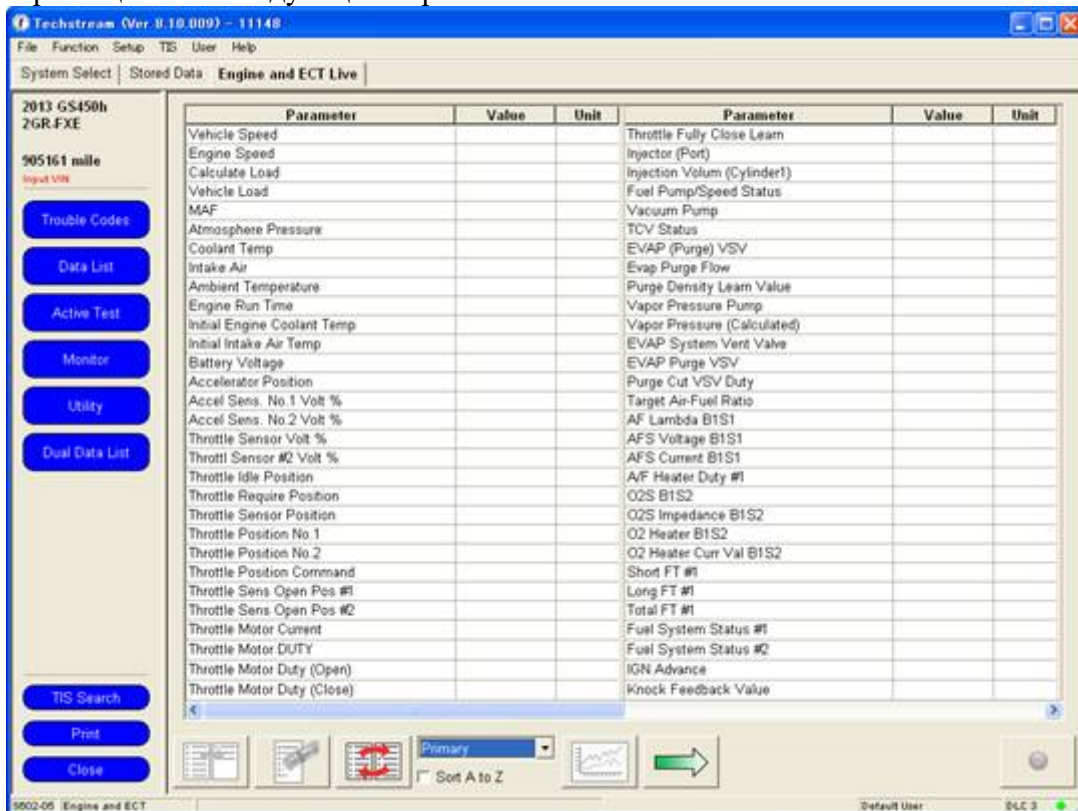 Techstream (Ver 8.10.009) - 11148
File Function Setup TIS User Help
System Select Stored Data Engine and ECT Live
2013 GS450h
2GR-FXE
905161 mile
Input VIN
Trouble Codes
Data List
Active Test
Monitor
Utility
Dual Data List
TIS Search
Print
Close
Parameter Value Unit Parameter Value Unit
Vehicle Speed Throttle Fully Close Learn
Engine Speed Injector (Port)
Calculate Load Injection Volum (Cylinder1)
Vehicle Load Fuel Pump/Speed Status
MAF Vacuum Pump
Atmosphere Pressure TCV Status
Coolant Temp EVAP (Purge) VSV
Intake Air Evap Purge Flow
Ambient Temperature Purge Density Learn Value
Engine Run Time Vapor Pressure Pump
Initial Engine Coolant Temp Vapor Pressure (Calculated)
Initial Intake Air Temp EVAP System Vent Valve
Battery Voltage EVAP Purge VSV
Accelerator Position Purge Cut VSV Duty
Accel Sens. No.1 Volt % Target Air-Fuel Ratio
Accel Sens. No.2 Volt % AF Lambda B1S1
Throttle Sensor Volt % AFS Voltage B1S1
Throttl Sensor #2 Volt % AFS Current B1S1
Throttle Idle Position A/F Heater Duty #1
Throttle Require Position O2S B1S2
Throttle Sensor Position O2S Impedance B1S2
Throttle Position No.1 O2 Heater B1S2
Throttle Position No.2 O2 Heater Curr Val B1S2
Throttle Position Command Short FT #1
Throttle Sens Open Pos #1 Long FT #1
Throttle Sens Open Pos #2 Total FT #1
Throttle Motor Current Fuel System Status #1
Throttle Motor DUTY Fuel System Status #2
Throttle Motor Duty (Open) IGN Advance
Throttle Motor Duty (Close) Knock Feedback Value
Primary
Sort A to Z
S602-05 Engine and ECT Default User DLC 3